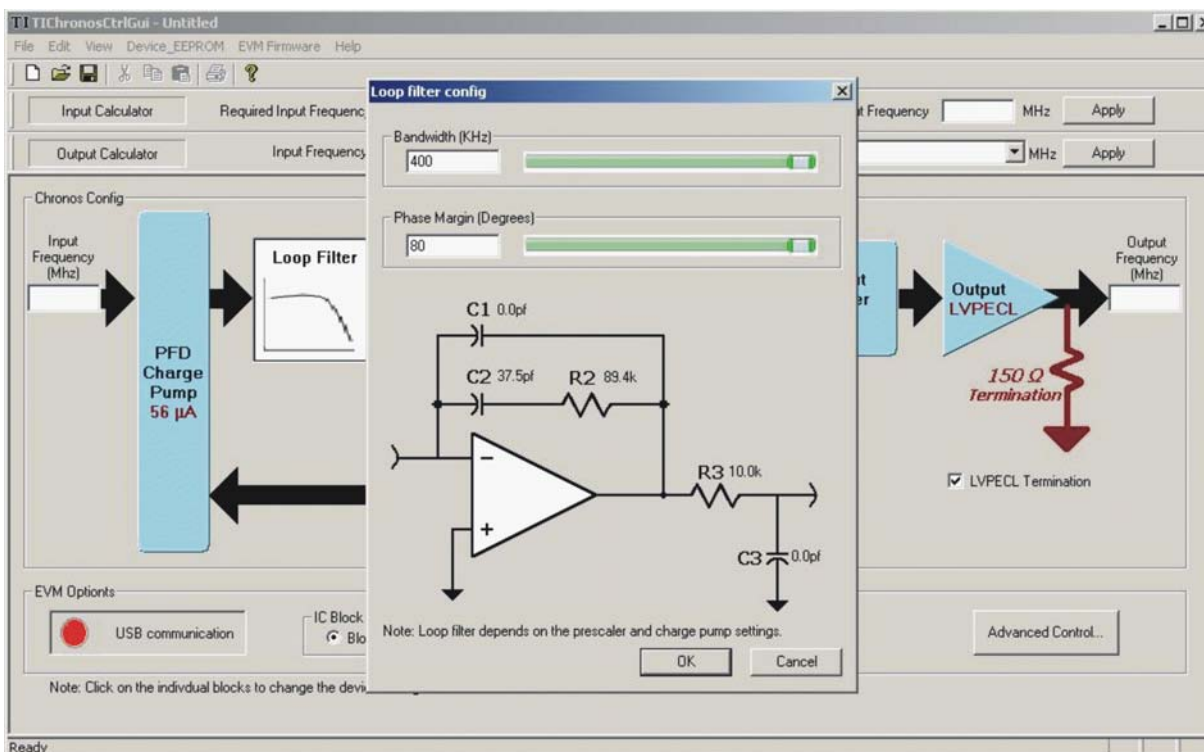 TI TIChronosCtrlGui - Untitled
File Edit View Device_EEPROM EVM Firmware Help
Input Calculator Required Input Frequenc t Frequency MHz Apply
Output Calculator Input Frequency MHz Apply
Loop filter config
Bandwidth (KHz)
400
Phase Margin (Degrees)
80
C1 0.0pf
C2 37.5pf R2 89.4k
−
+
R3 10.0k
C3 0.0pf
Note: Loop filter depends on the prescaler and charge pump settings.
OK Cancel
Chronos Config
Input
Frequency
(Mhz)
PFD
Charge
Pump
56 µA
Loop Filter
Output
LVPECL
150 Ω
Termination
Output
Frequency
(Mhz)
LVPECL Termination
EVM Optionts
USB communication
IC Block
Blo
Advanced Control...
Note: Click on the indivdual blocks to change the devi
Ready